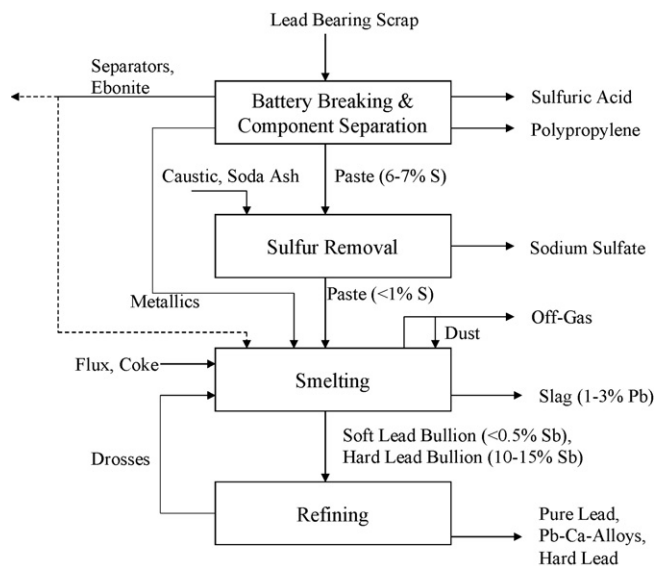 Lead Bearing Scrap
Separators,
Ebonite
Battery Breaking &
Component Separation
Sulfuric Acid
Polypropylene
Caustic, Soda Ash
Paste (6-7% S)
Sulfur Removal
Sodium Sulfate
Metallics
Paste (<1% S)
Off-Gas
Dust
Flux, Coke
Smelting
Slag (1-3% Pb)
Soft Lead Bullion (<0.5% Sb),
Hard Lead Bullion (10-15% Sb)
Drosses
Refining
Pure Lead,
Pb-Ca-Alloys,
Hard Lead